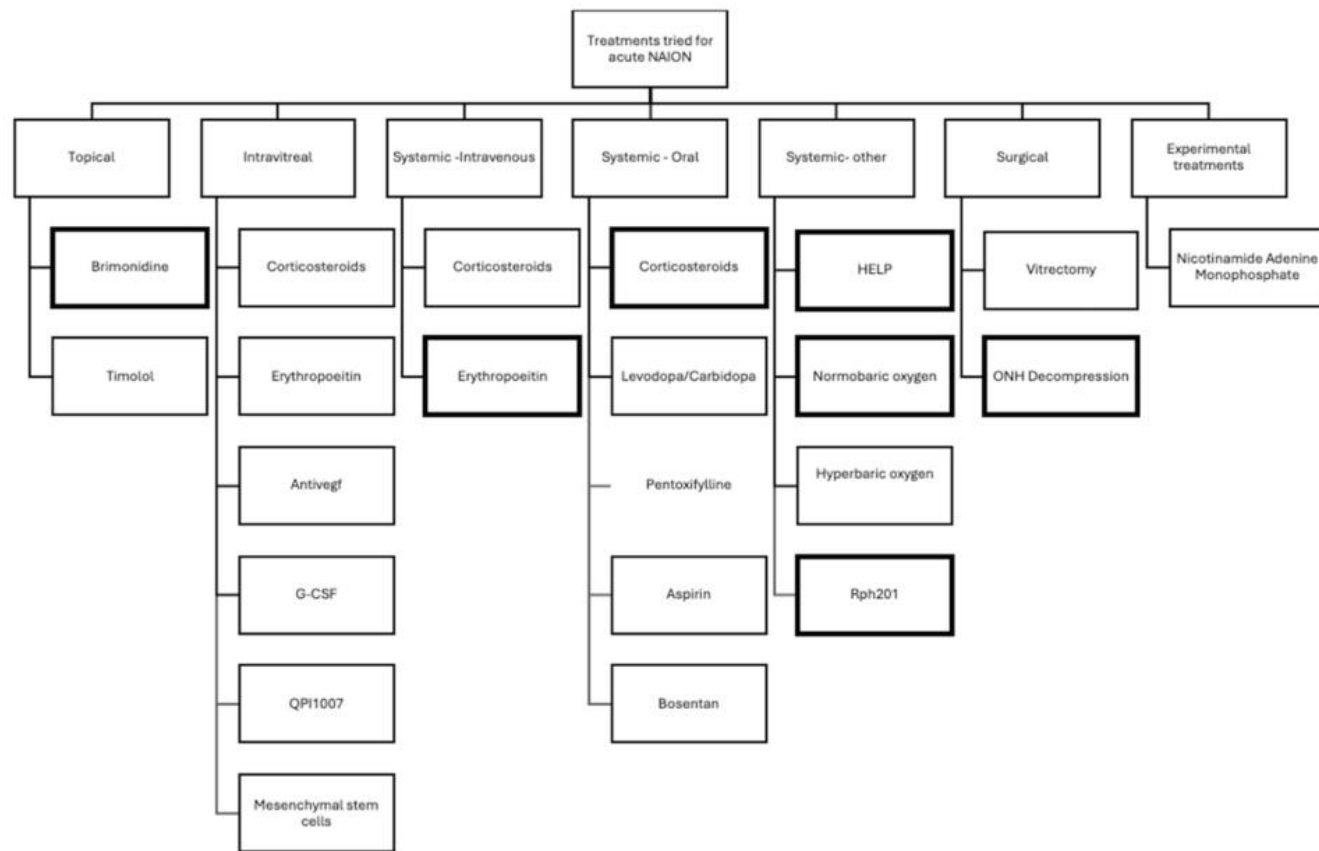 Treatments tried for
acute NAION
Topical
Intravitreal
Systemic -Intravenous
Systemic - Oral
Systemic- other
Surgical
Experimental
treatments
Brimonidine
Corticosteroids
Corticosteroids
Corticosteroids
HELP
Vitrectomy
Nicotinamide Adenine
Monophosphate
Timolol
Erythropoeitin
Erythropoeitin
Levodopa/Carbidopa
Normobaric oxygen
ONH Decompression
Antivegf
Pentoxifylline
Hyperbaric oxygen
G-CSF
Aspirin
Rph201
QPI1007
Bosentan
Mesenchymal stem
cells